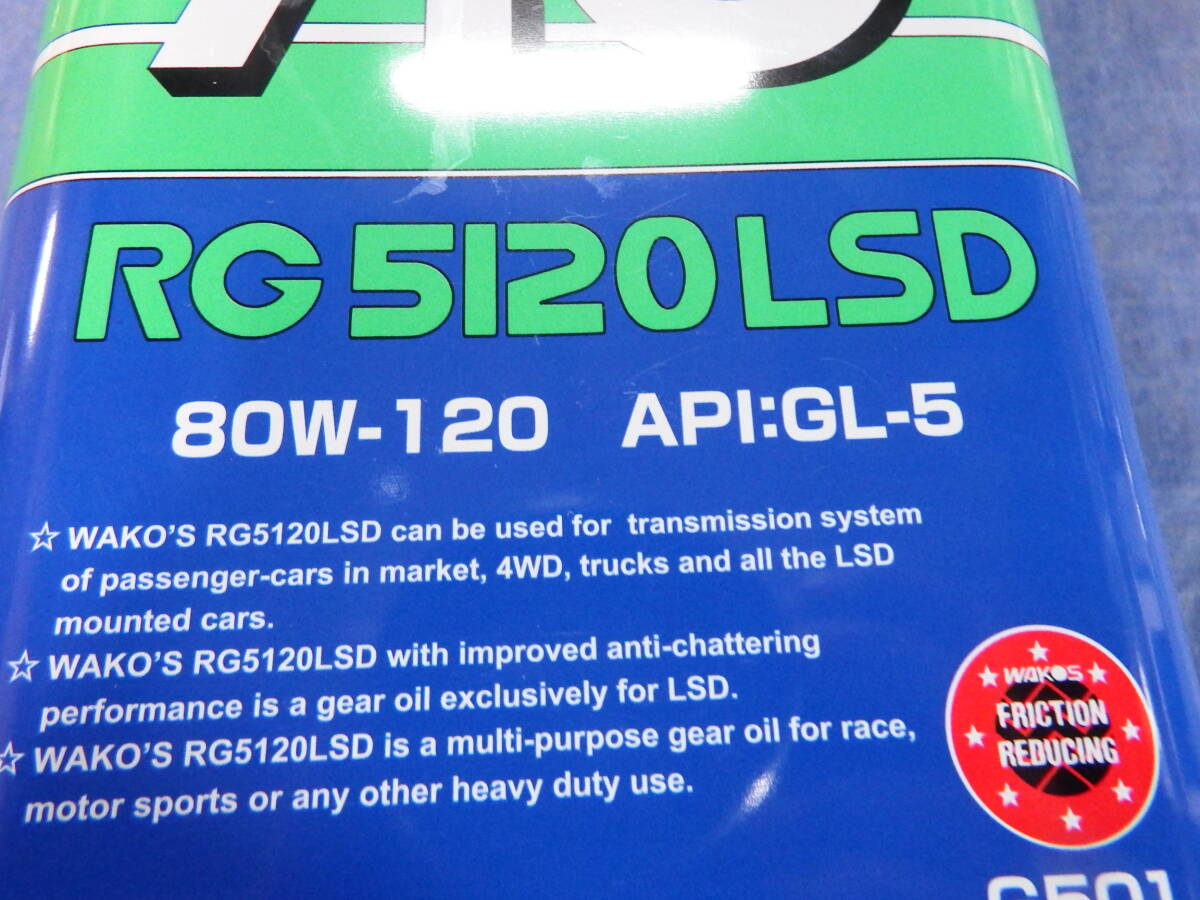 RG 5120 LSD
80W-120 API:GL-5
☆ WAKO'S RG5120LSD can be used for transmission system
of passenger-cars in market, 4WD, trucks and all the LSD
mounted cars.
☆ WAKO'S RG5120LSD with improved anti-chattering
performance is a gear oil exclusively for LSD.
☆ WAKO'S RG5120LSD is a multi-purpose gear oil for race,
motor sports or any other heavy duty use.
WAKO'S
FRICTION
REDUCING
G501